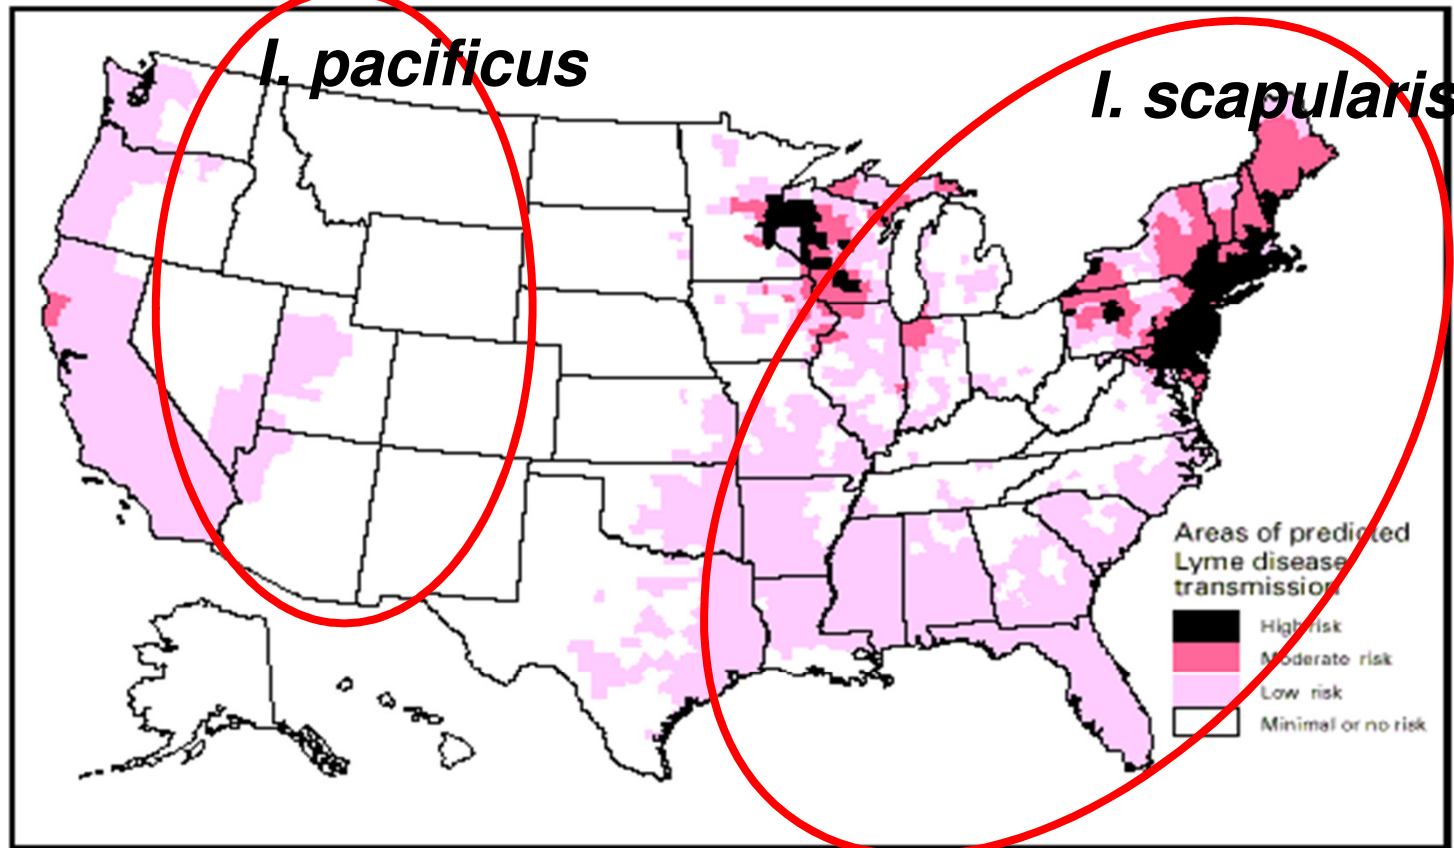 I. pacificus
I. scapularis
Areas of predicted
Lyme disease
transmission
High risk
Moderate risk
Low risk
Minimal or no risk